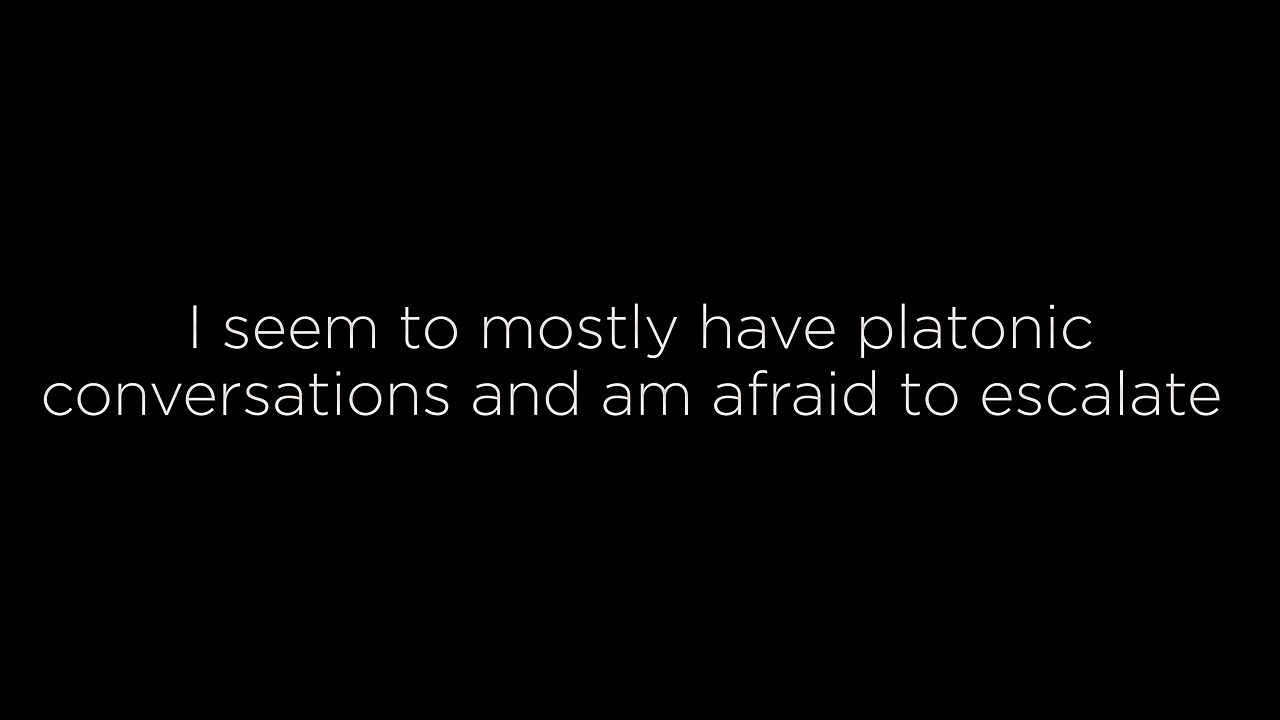 I seem to mostly have platonic
conversations and am afraid to escalate